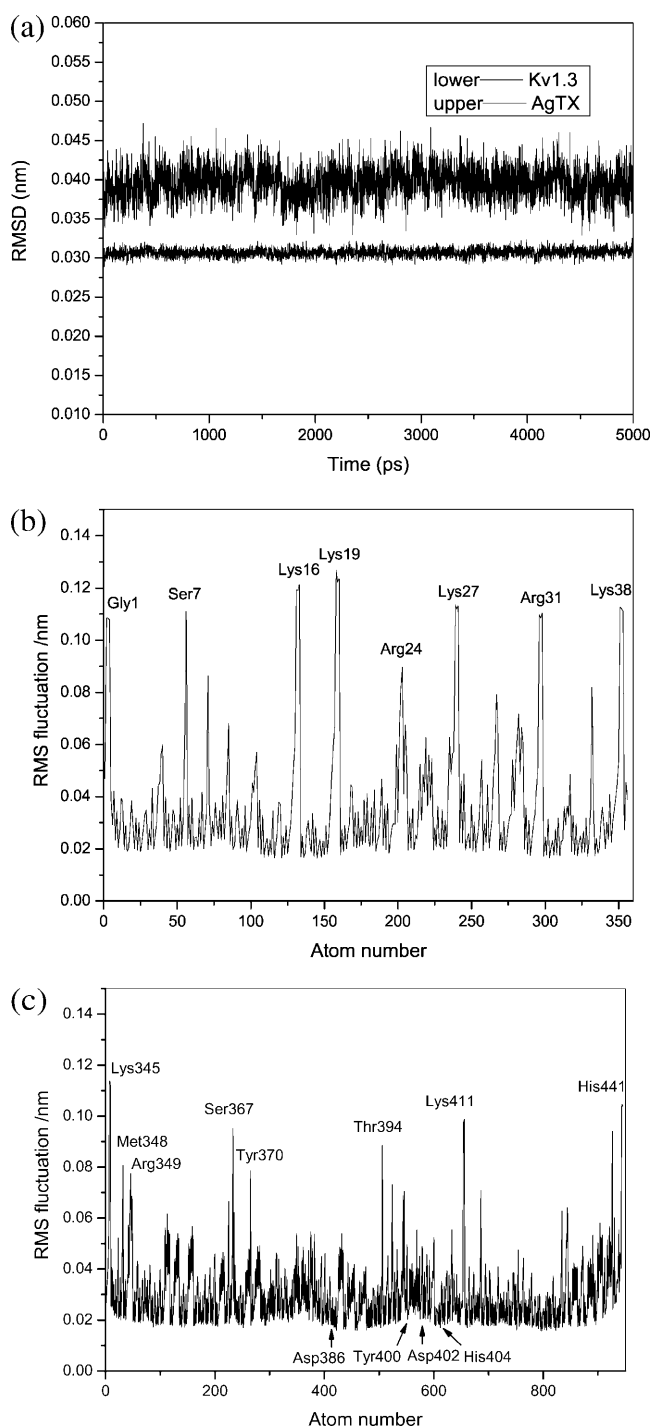 (a)
0.060
0.055
0.050
0.045
0.040
0.035
0.030
0.025
0.020
0.015
0.010
RMSD (nm)
lower—— Kv1.3
upper—— AgTX
0 1000 2000 3000 4000 5000
Time (ps)
(b)
0.14
0.12
0.10
0.08
0.06
0.04
0.02
0.00
RMS fluctuation /nm
Gly1
Ser7
Lys16
Lys19
Arg24
Lys27
Arg31
Lys38
0 50 100 150 200 250 300 350
Atom number
(c)
0.14
0.12
0.10
0.08
0.06
0.04
0.02
0.00
RMS fluctuation /nm
Lys345
Met348
Arg349
Ser367
Tyr370
Thr394
Lys411
His441
Asp386
Tyr400
Asp402
His404
0 200 400 600 800
Atom number